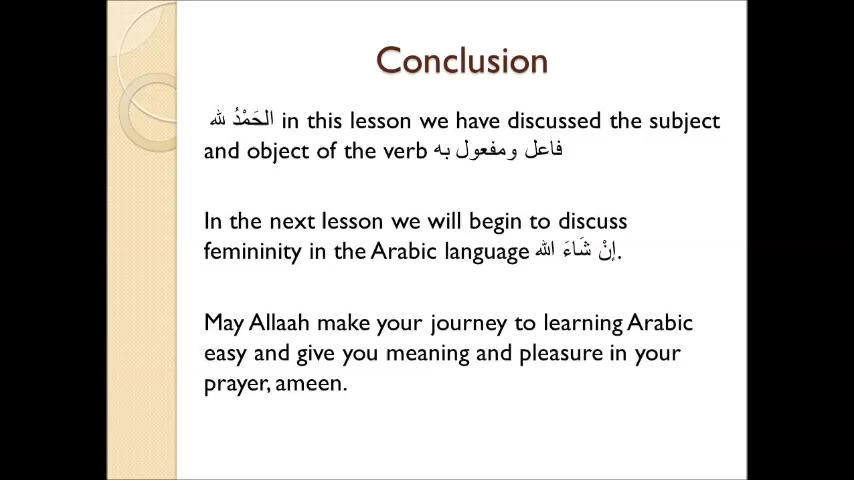 Conclusion
الحَمْدُ لله in this lesson we have discussed the subject
and object of the verb فاعل ومفعول به
In the next lesson we will begin to discuss
femininity in the Arabic language إنْ شَاءَ الله.
May Allaah make your journey to learning Arabic
easy and give you meaning and pleasure in your
prayer, ameen.